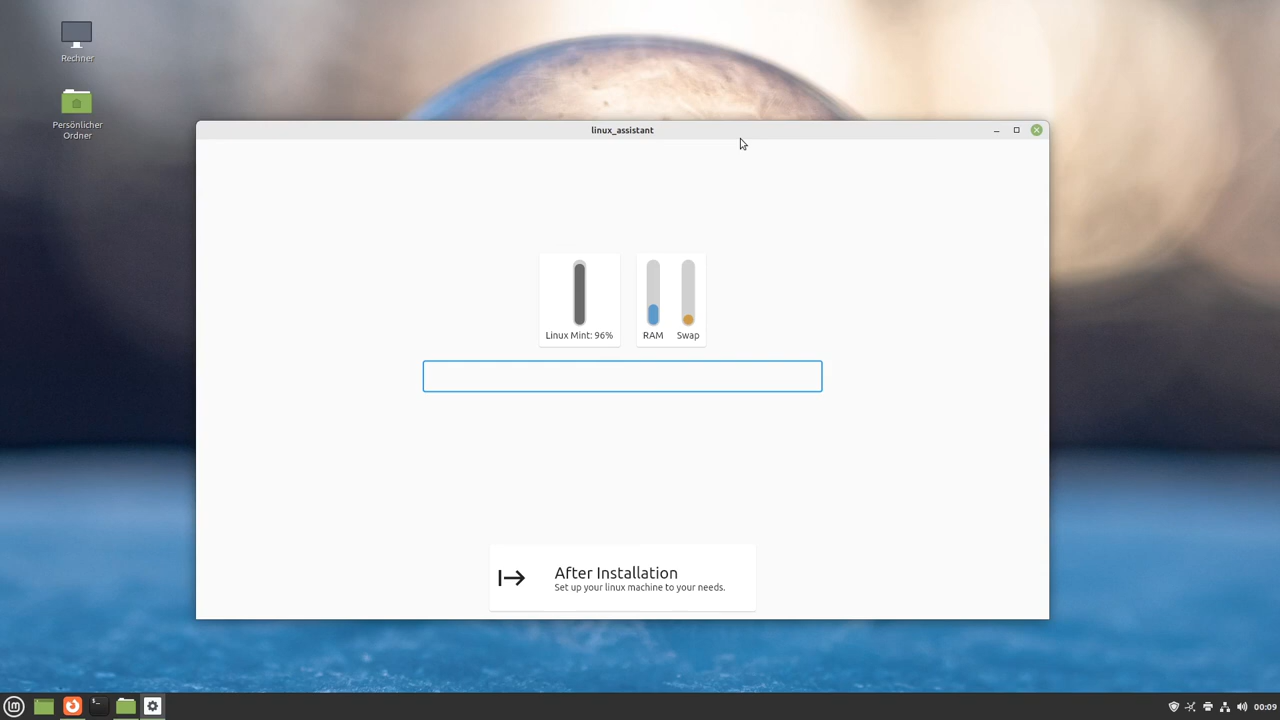 Rechner
Persönlicher
Ordner
linux_assistant
Linux Mint: 96%
RAM
Swap
After Installation
Set up your linux machine to your needs.
00:09